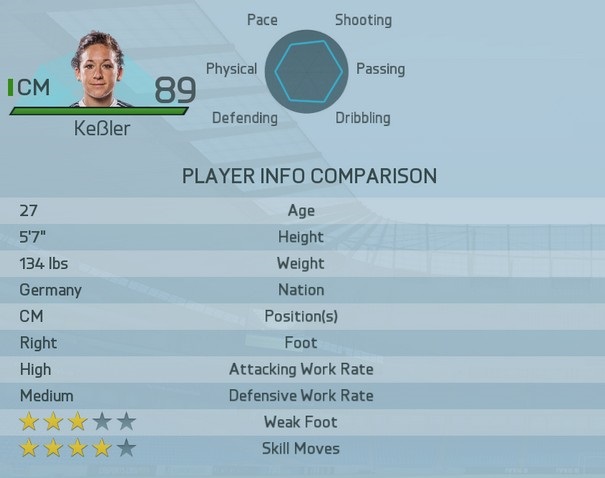 Pace Shooting
Physical Passing
Defending Dribbling
CM 89
Keßler
PLAYER INFO COMPARISON
27 Age
5'7" Height
134 lbs Weight
Germany Nation
CM Position(s)
Right Foot
High Attacking Work Rate
Medium Defensive Work Rate
Weak Foot
Skill Moves